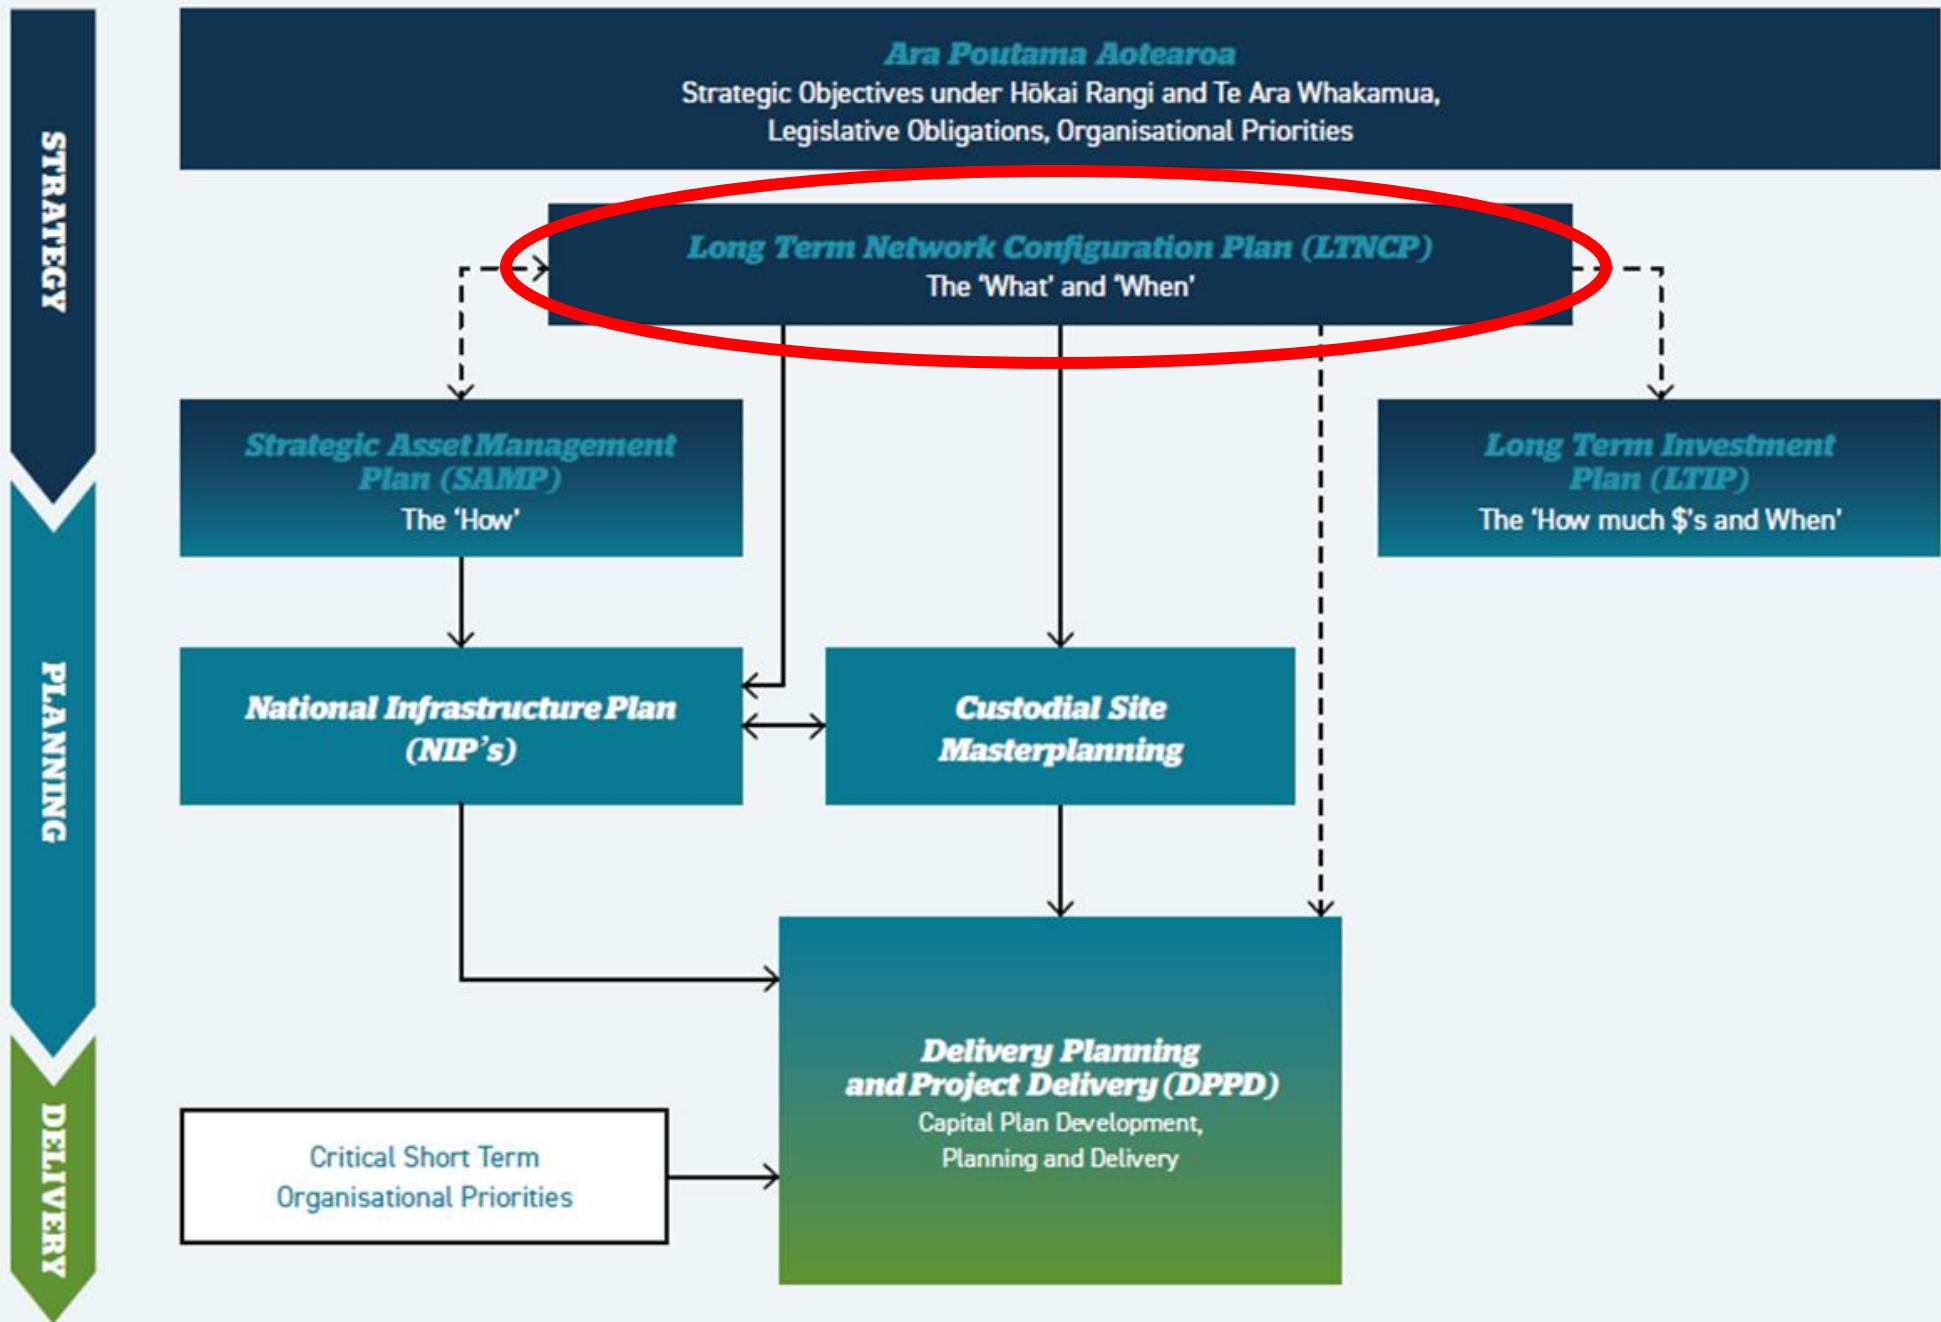 Ara Poutama Aotearoa
Strategic Objectives under Hōkai Rangi and Te Ara Whakamua,
Legislative Obligations, Organisational Priorities
STRATEGY
Long Term Network Configuration Plan (LTNCP)
The ‘What’ and ‘When’
Strategic Asset Management
Plan (SAMP)
The ‘How’
Long Term Investment
Plan (LTIP)
The ‘How much $’s and When’
PLANNING
National Infrastructure Plan
(NIP’s)
Custodial Site
Masterplanning
Delivery Planning
and Project Delivery (DPPD)
Capital Plan Development,
Planning and Delivery
DELIVERY
Critical Short Term
Organisational Priorities